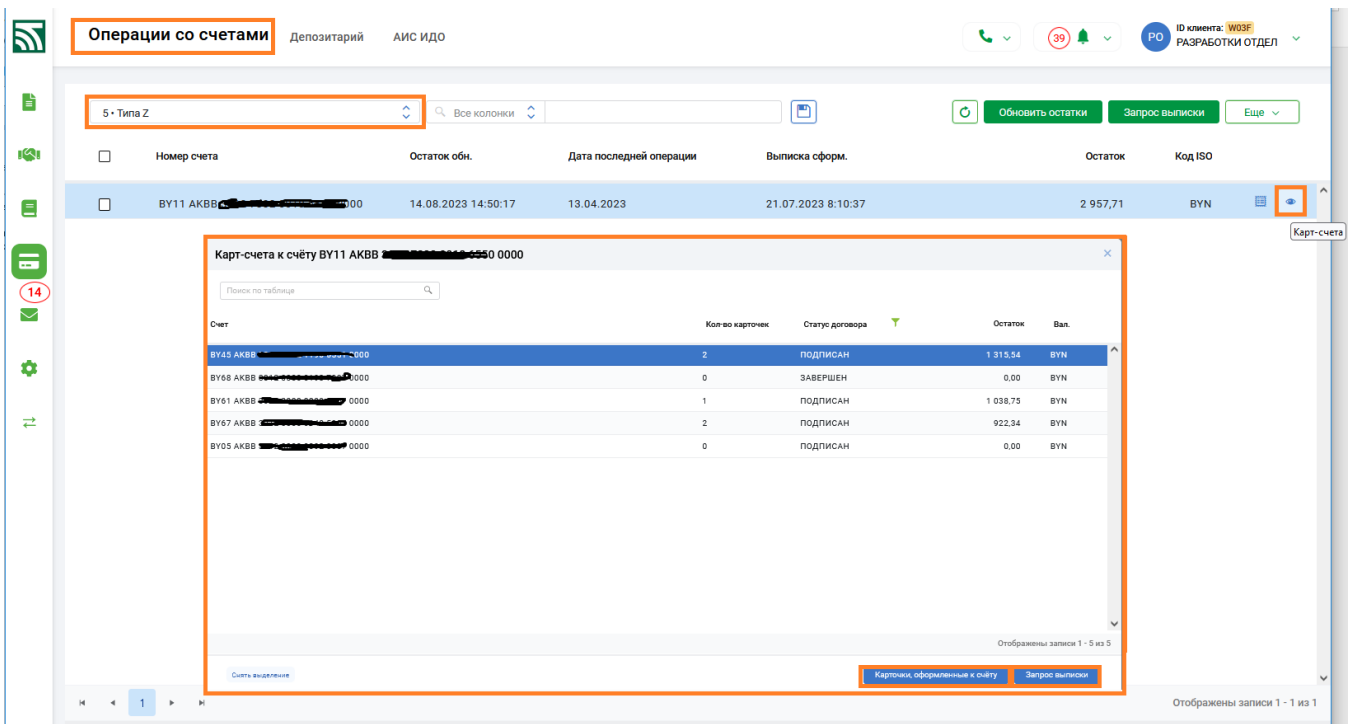 Операции со счетами Депозитарий АИС ИДО 39 РО ID клиента: W03F
РАЗРАБОТКИ ОТДЕЛ
5 • Типа Z Все колонки Обновить остатки Запрос выписки Еще
Номер счета Остаток обн. Дата последней операции Выписка сформ. Остаток Код ISO
BY11 AKBB 00 14.08.2023 14:50:17 13.04.2023 21.07.2023 8:10:37 2 957,71 BYN
Карт-счета
Карт-счета к счёту BY11 AKBB 0 0000
14
Поиск по таблице
Счет Кол-во карточек Статус договора Остаток Вал.
BY45 AKBB 0000 2 ПОДПИСАН 1 315,54 BYN
BY68 AKBB 0000 0 ЗАВЕРШЕН 0,00 BYN
BY61 AKBB 0000 1 ПОДПИСАН 1 038,75 BYN
BY67 AKBB 0000 2 ПОДПИСАН 922,34 BYN
BY05 AKBB 0000 0 ПОДПИСАН 0,00 BYN
Отображены записи 1 - 5 из 5
Снять выделение Карточки, оформленные к счёту Запрос выписки
1 Отображены записи 1 - 1 из 1